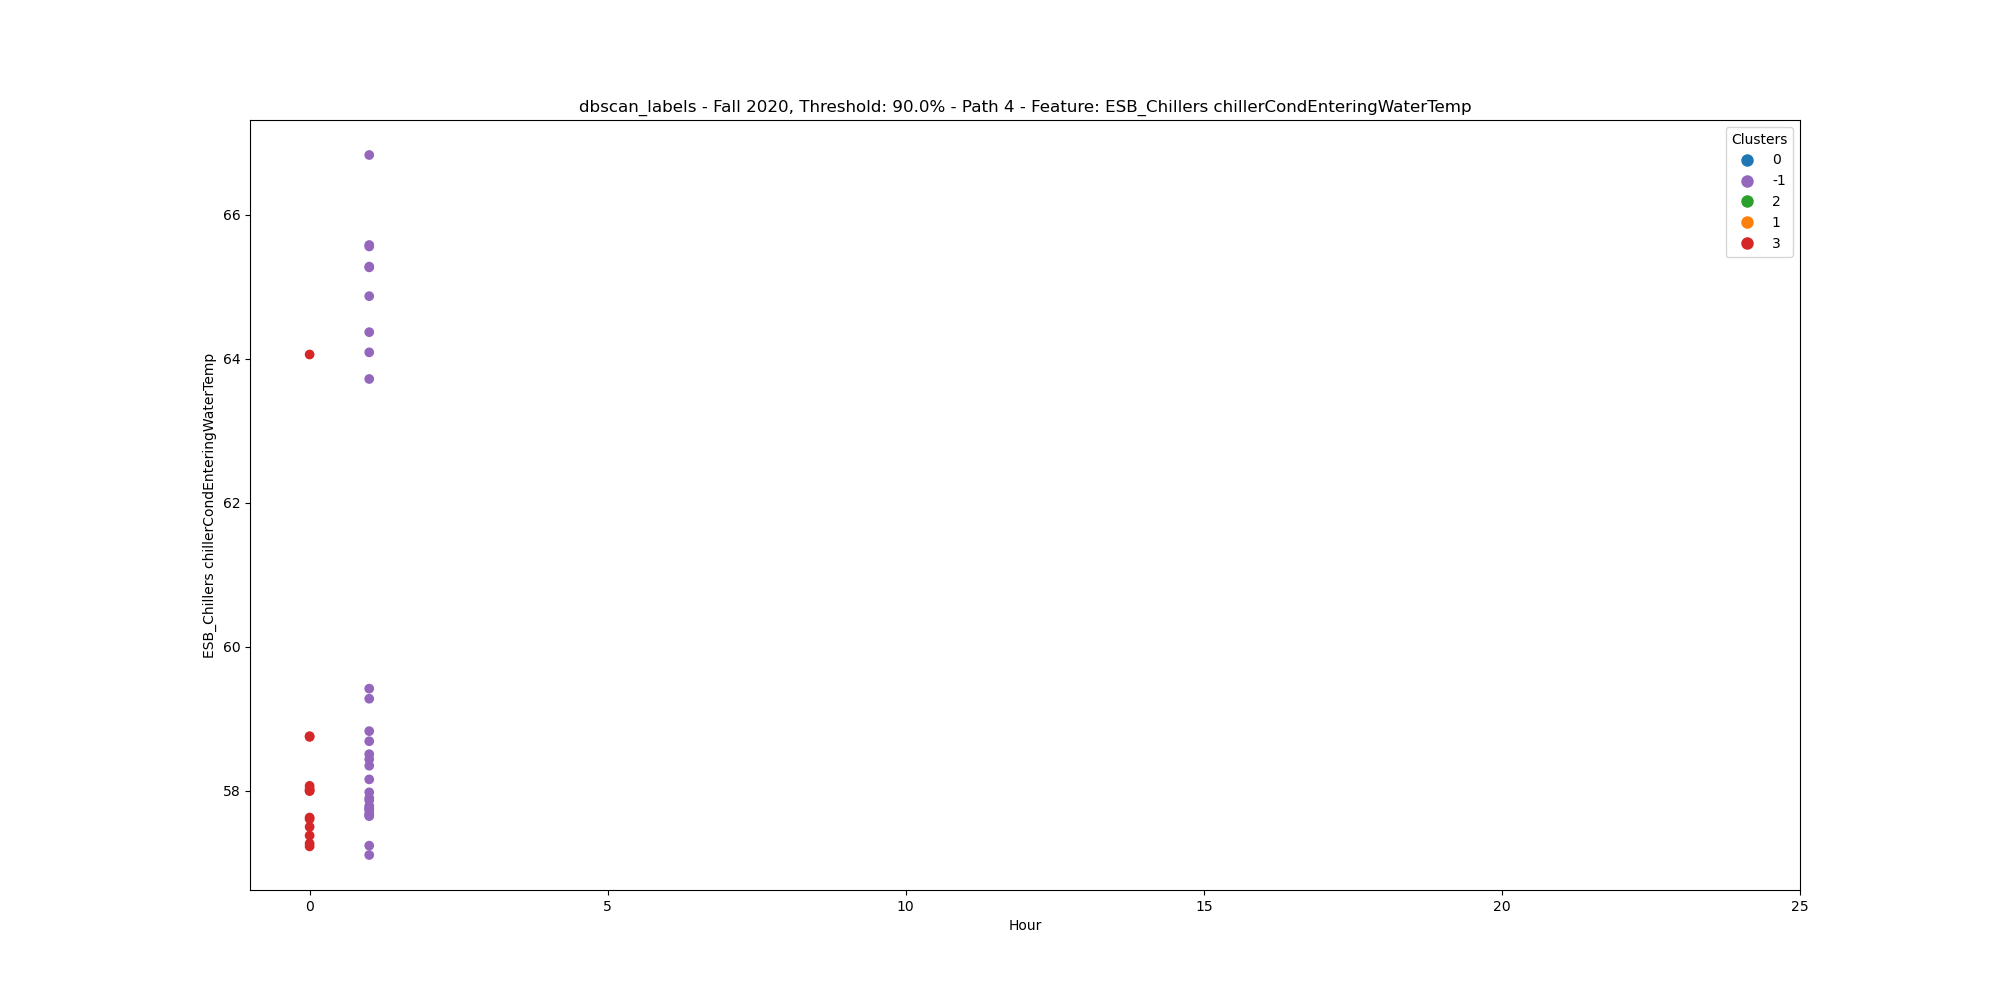 dbscan_labels - Fall 2020, Threshold: 90.0% - Path 4 - Feature: ESB_Chillers chillerCondEnteringWaterTemp
Clusters
0
-1
2
1
3
ESB_Chillers chillerCondEnteringWaterTemp
66
64
62
60
58
0 5 10 15 20 25
Hour